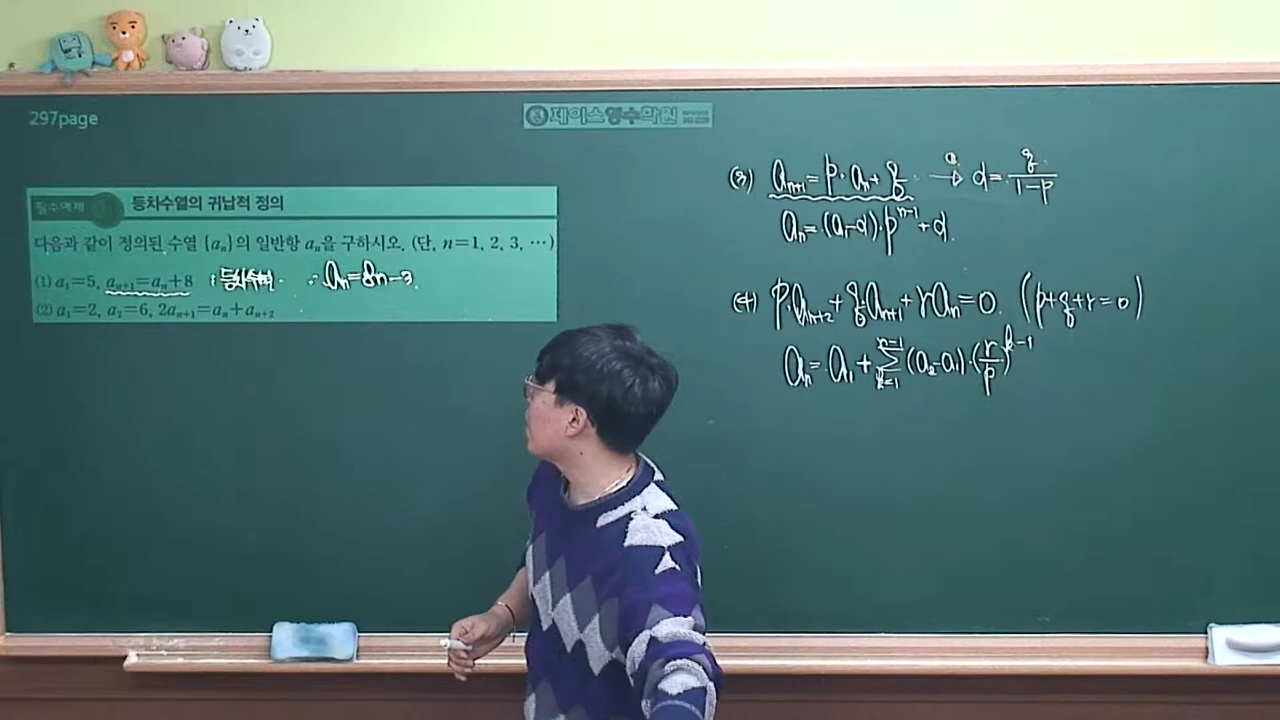 297page
제이스영수학원
필수예제
등차수열의 귀납적 정의
다음과 같이 정의된 수열 {aₙ}의 일반항 aₙ을 구하시오. (단, n=1, 2, 3, ⋯)
(1) a₁=5, aₙ₊₁=aₙ+8 : 등차수열. ∴ aₙ=8n-3.
(2) a₁=2, a₂=6, 2aₙ₊₁=aₙ+aₙ₊₂
(3) aₙ₊₁=p·aₙ+q → α=q/(1-p)
aₙ=(a₁-α)·pⁿ⁻¹+α.
(4) p·aₙ₊₂+q·aₙ₊₁+raₙ=0. (p+q+r=0)
aₙ=a₁+∑ₖ₌₁ⁿ⁻¹(a₂-a₁)·(r/p)ᵏ⁻¹